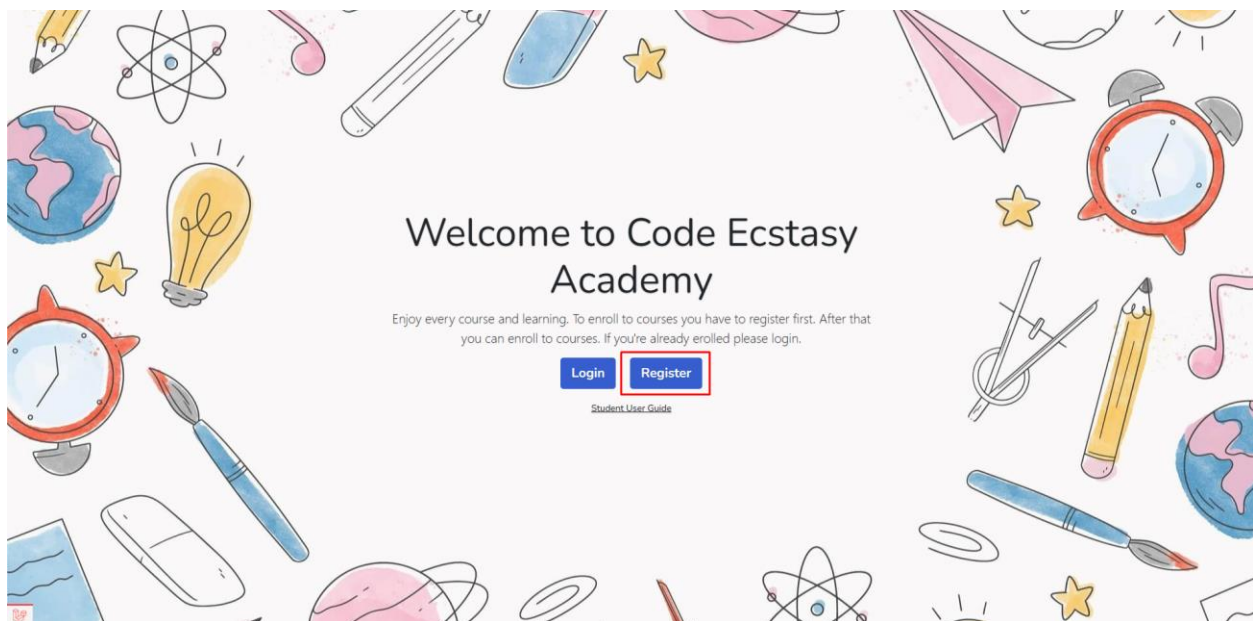 Welcome to Code Ecstasy
Academy
Enjoy every course and learning. To enroll to courses you have to register first. After that
you can enroll to courses. If you're already erolled please login.
Login Register
Student User Guide